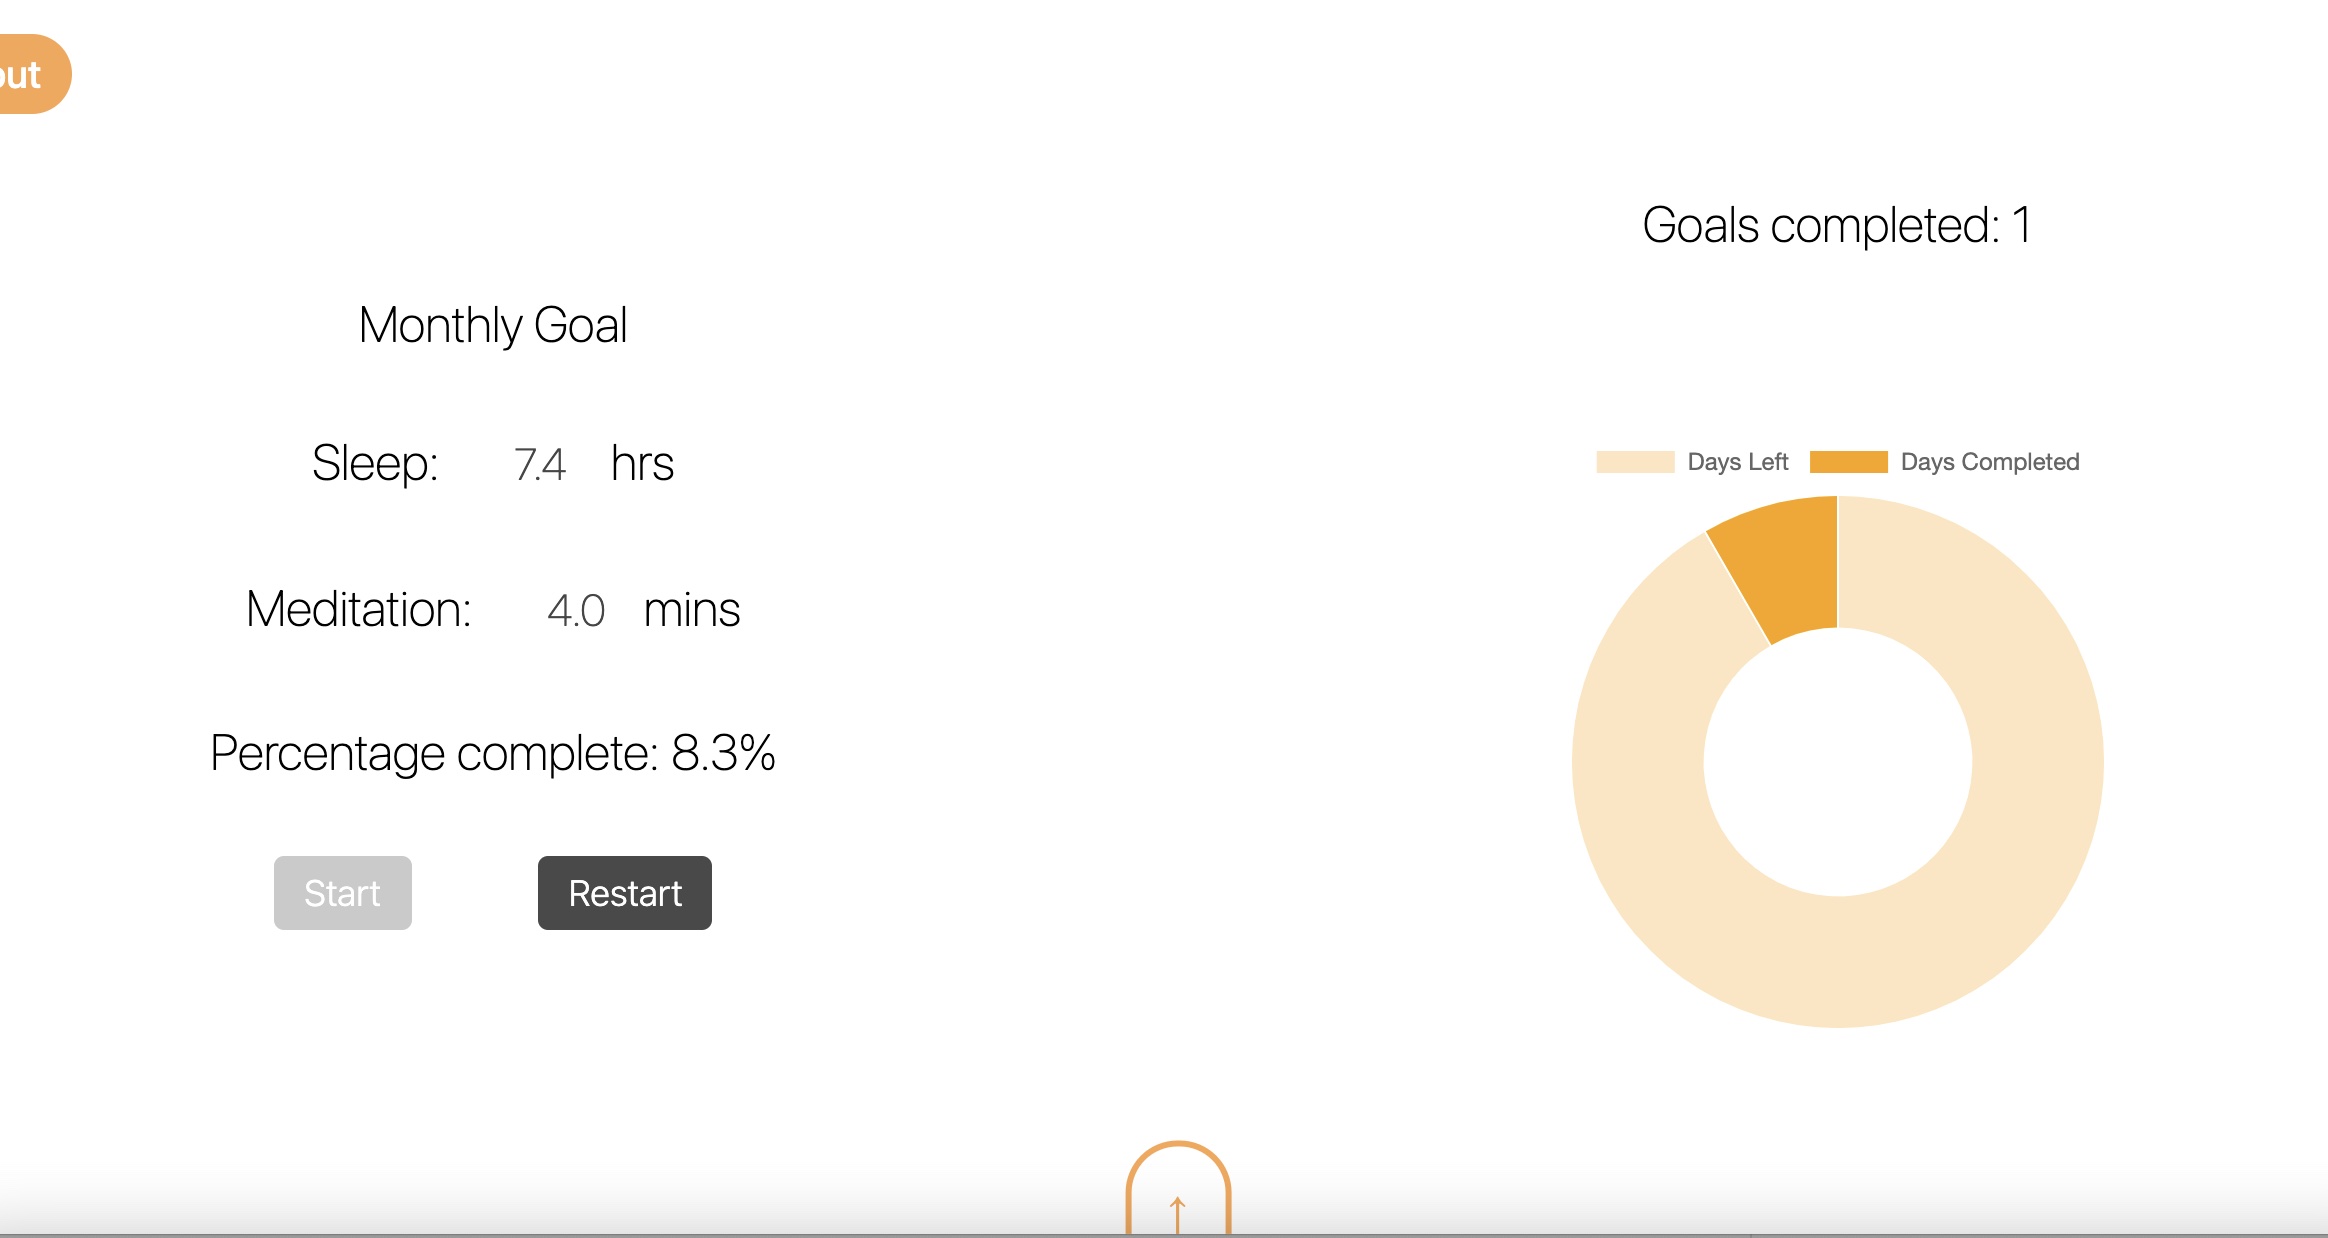 out
Goals completed: 1
Monthly Goal
Sleep: 7.4 hrs
Days Left Days Completed
Meditation: 4.0 mins
Percentage complete: 8.3%
Start Restart
↑